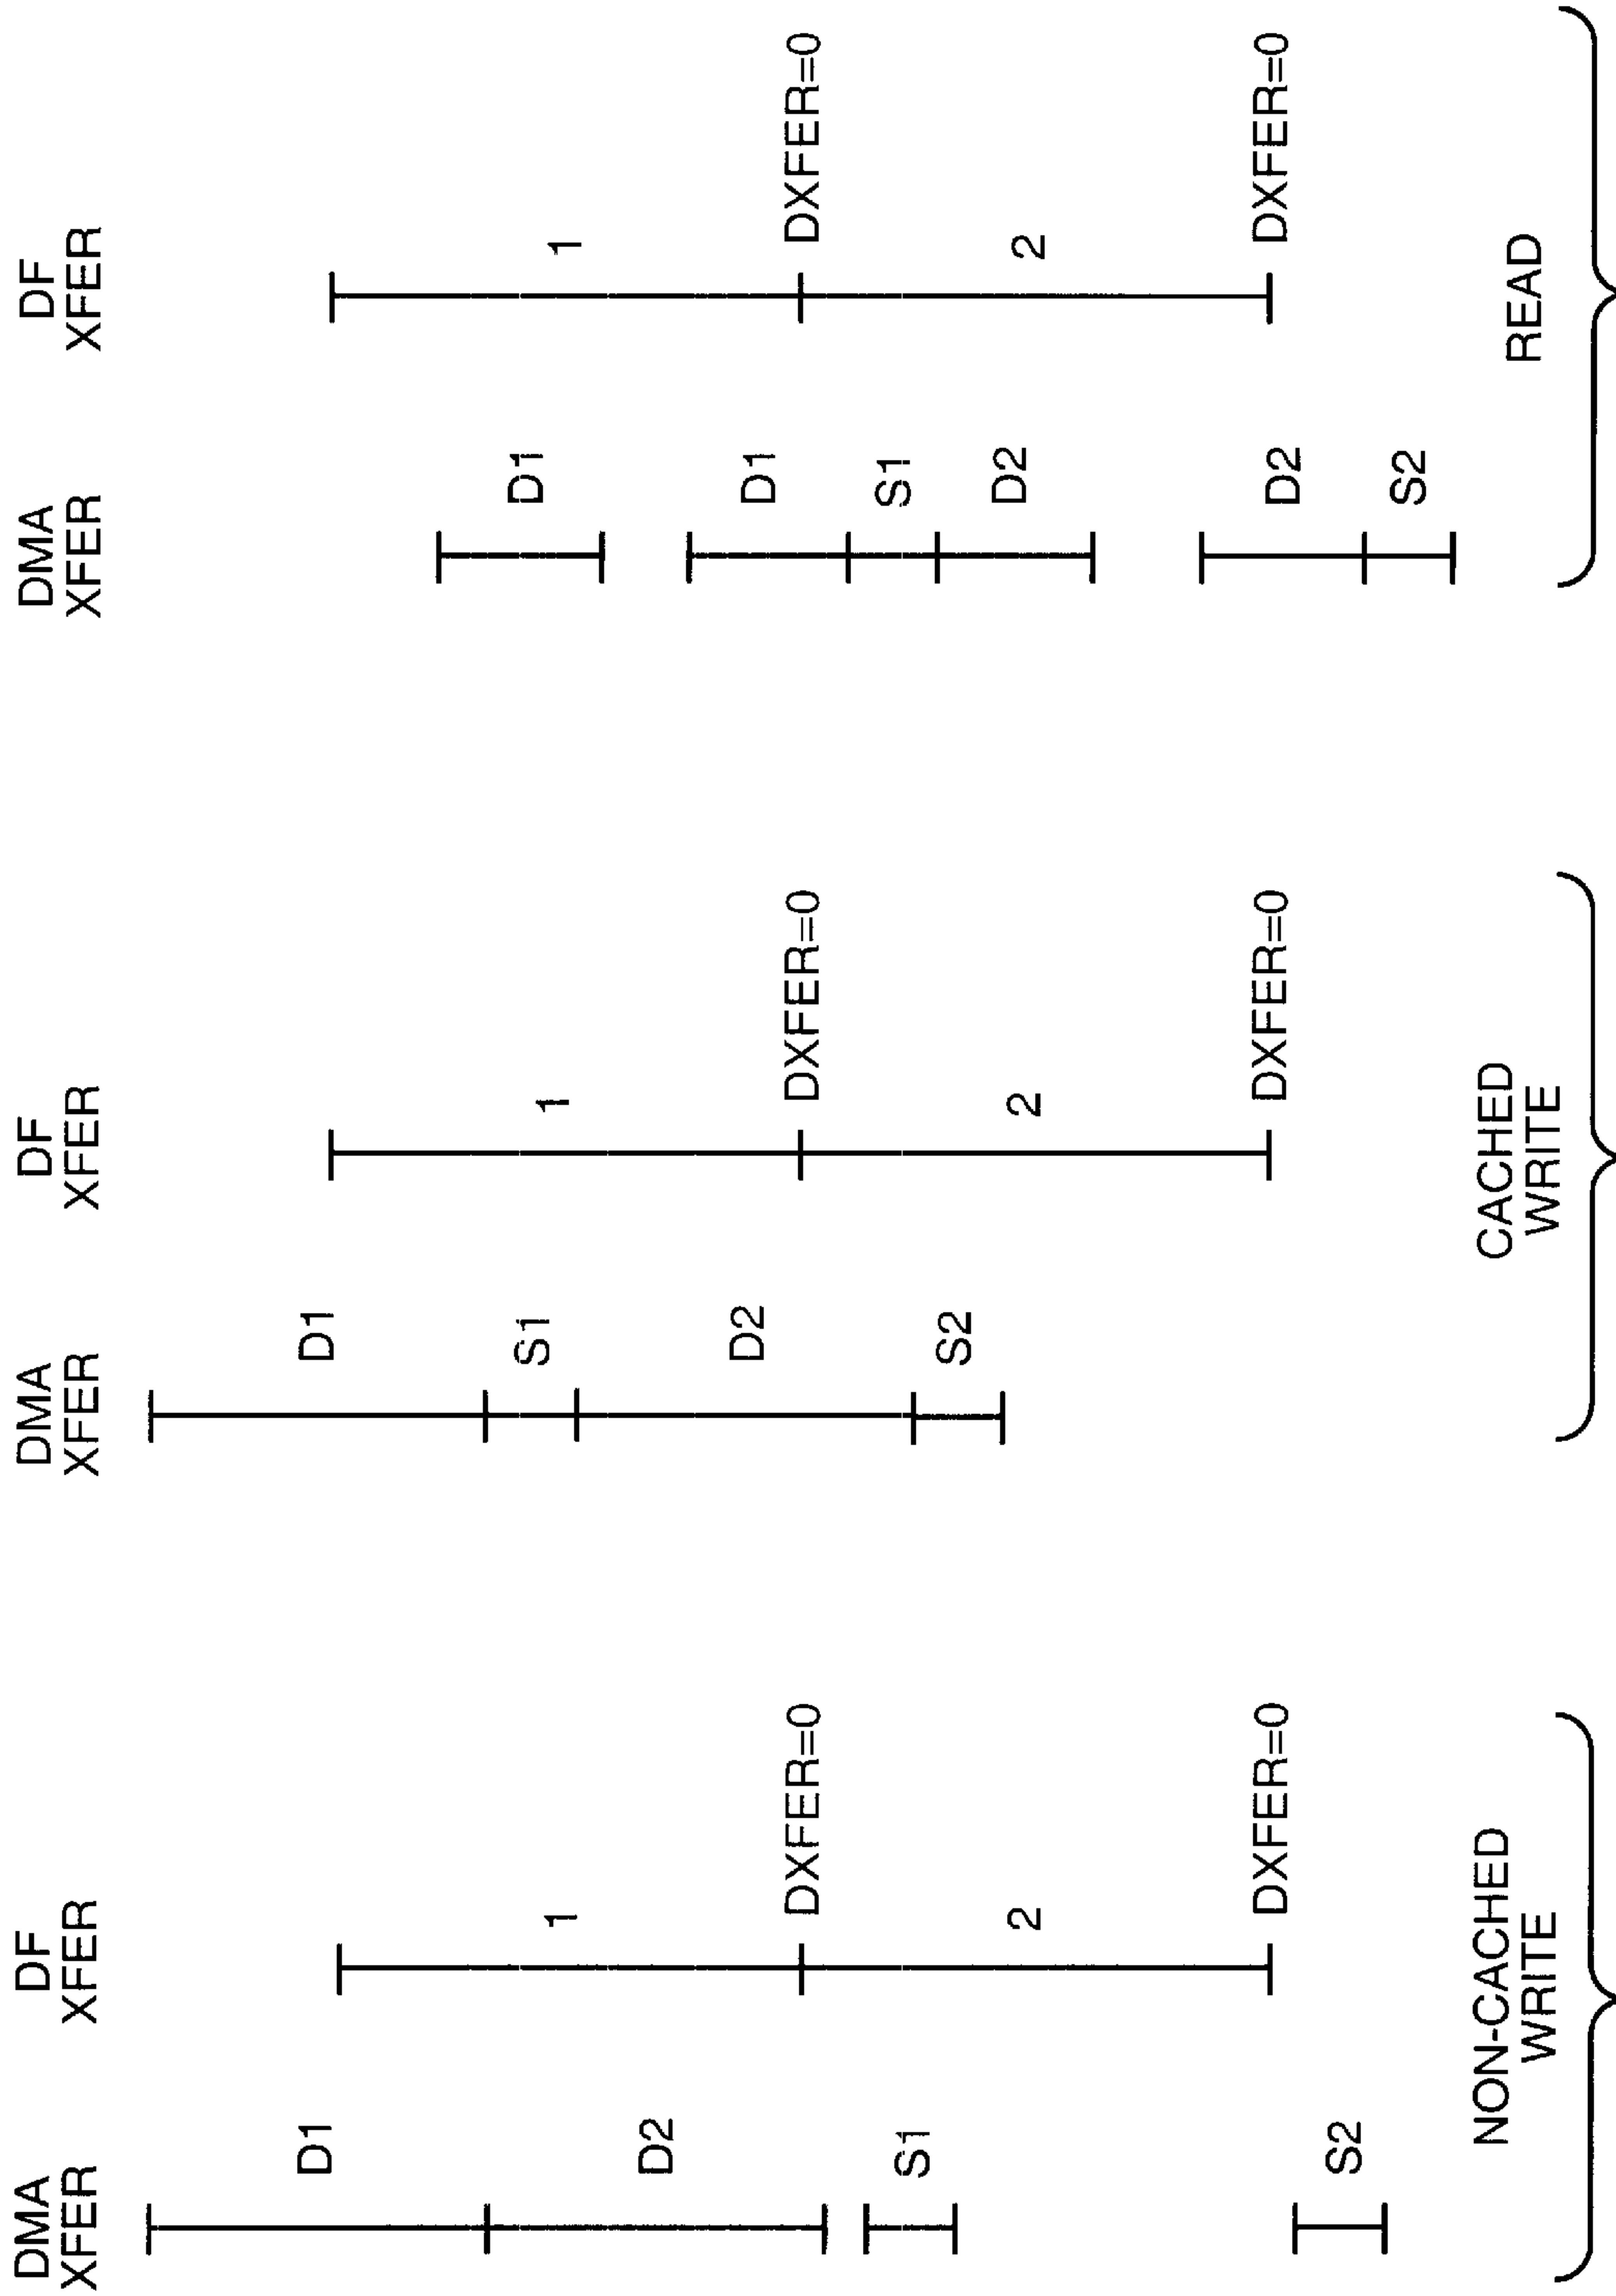 DMA
XFER
DF
XFER
D1
D2
S1
S2
1
DXFER=0
2
DXFER=0
NON-CACHED
WRITE
DMA
XFER
DF
XFER
D1
S1
D2
S2
1
DXFER=0
2
DXFER=0
CACHED
WRITE
DMA
XFER
DF
XFER
D1
D1
S1
D2
D2
S2
1
DXFER=0
2
DXFER=0
READ